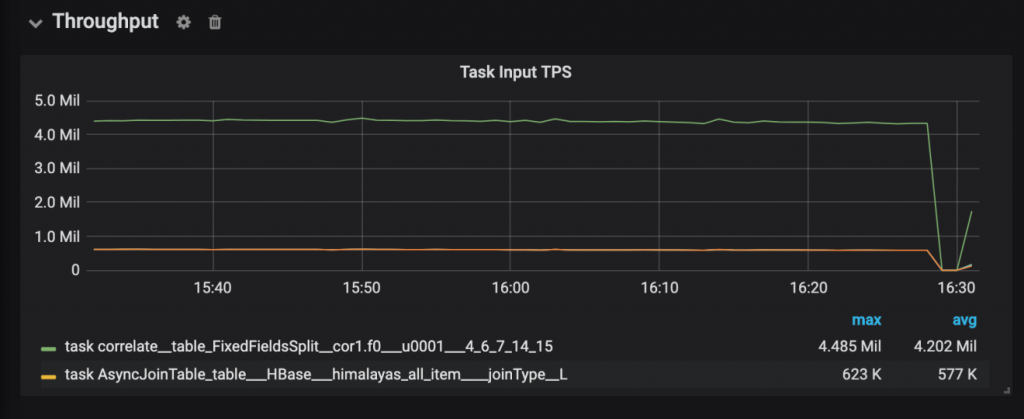 Throughput
Task Input TPS
5.0 Mil
4.0 Mil
3.0 Mil
2.0 Mil
1.0 Mil
0
15:40 15:50 16:00 16:10 16:20 16:30
max avg
task correlate__table_FixedFieldsSplit__cor1.f0___u0001___4_6_7_14_15 4.485 Mil 4.202 Mil
task AsyncJoinTable_table___HBase___himalayas_all_item____joinType__L 623 K 577 K